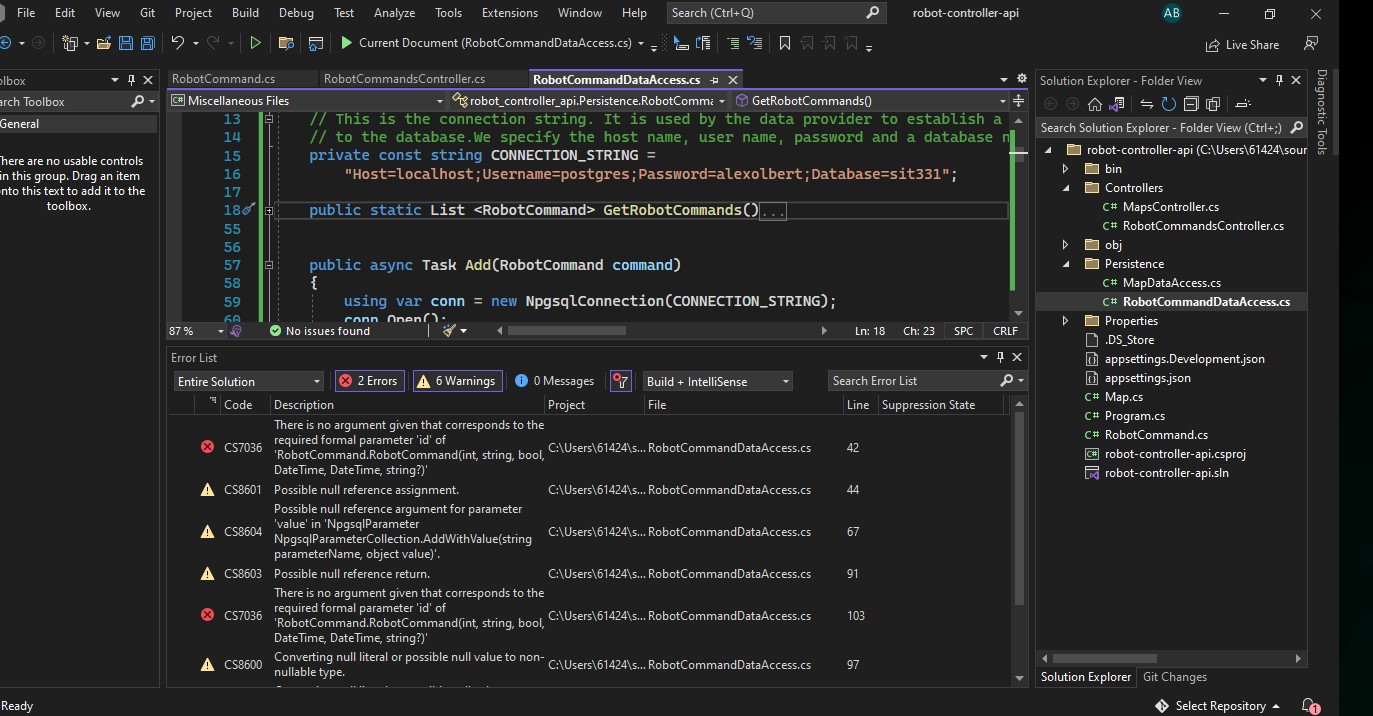 File Edit View Git Project Build Debug Test Analyze Tools Extensions Window Help Search (Ctrl+Q) robot-controller-api AB
Current Document (RobotCommandDataAccess.cs) Live Share
lbox
arch Toolbox
General
here are no usable controls
in this group. Drag an item
onto this text to add it to the
toolbox.
RobotCommand.cs RobotCommandsController.cs RobotCommandDataAccess.cs
C# Miscellaneous Files robot_controller_api.Persistence.RobotComma GetRobotCommands()
13 // This is the connection string. It is used by the data provider to establish a
14 // to the database.We specify the host name, user name, password and a database n
15 private const string CONNECTION_STRING =
16 "Host=localhost;Username=postgres;Password=alexolbert;Database=sit331";
17
18 public static List <RobotCommand> GetRobotCommands()...
55
56
57 public async Task Add(RobotCommand command)
58 {
59 using var conn = new NpgsqlConnection(CONNECTION_STRING);
60 conn.Open();
87 % No issues found Ln: 18 Ch: 23 SPC CRLF
Error List
Entire Solution 2 Errors 6 Warnings 0 Messages Build + IntelliSense Search Error List
Code Description Project File Line Suppression State
CS7036 There is no argument given that corresponds to the
required formal parameter 'id' of
'RobotCommand.RobotCommand(int, string, bool, C:\Users\61424\s... RobotCommandDataAccess.cs 42
DateTime, DateTime, string?)'
CS8601 Possible null reference assignment. C:\Users\61424\s... RobotCommandDataAccess.cs 44
Possible null reference argument for parameter
'value' in 'NpgsqlParameter
CS8604 NpgsqlParameterCollection.AddWithValue(string C:\Users\61424\s... RobotCommandDataAccess.cs 67
parameterName, object value)'.
CS8603 Possible null reference return. C:\Users\61424\s... RobotCommandDataAccess.cs 91
There is no argument given that corresponds to the
required formal parameter 'id' of
CS7036 'RobotCommand.RobotCommand(int, string, bool, C:\Users\61424\s... RobotCommandDataAccess.cs 103
DateTime, DateTime, string?)'
CS8600 Converting null literal or possible null value to non- C:\Users\61424\s... RobotCommandDataAccess.cs 97
nullable type.
Solution Explorer - Folder View
Search Solution Explorer - Folder View (Ctrl+;)
robot-controller-api (C:\Users\61424\sour
bin
Controllers
C# MapsController.cs
C# RobotCommandsController.cs
obj
Persistence
C# MapDataAccess.cs
C# RobotCommandDataAccess.cs
Properties
.DS_Store
appsettings.Development.json
appsettings.json
C# Map.cs
C# Program.cs
C# RobotCommand.cs
robot-controller-api.csproj
robot-controller-api.sln
Solution Explorer Git Changes
Diagnostic Tools
Ready Select Repository 1